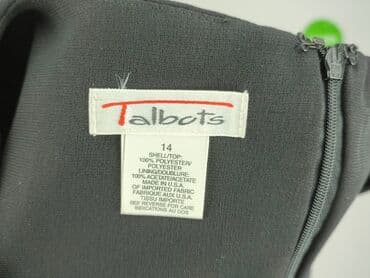 Talbots
14
SHELL/TOP:
100% POLYESTER/
POLYESTER
LINING/DOUBLURE:
100% ACETATE/ACETATE
MADE IN U.S.A.
OF IMPORTED FABRIC
FABRIQUE AUX U.S.A.
TISSU IMPORTE
SEE REVERSE FOR CARE
INDICATIONS AU DOS